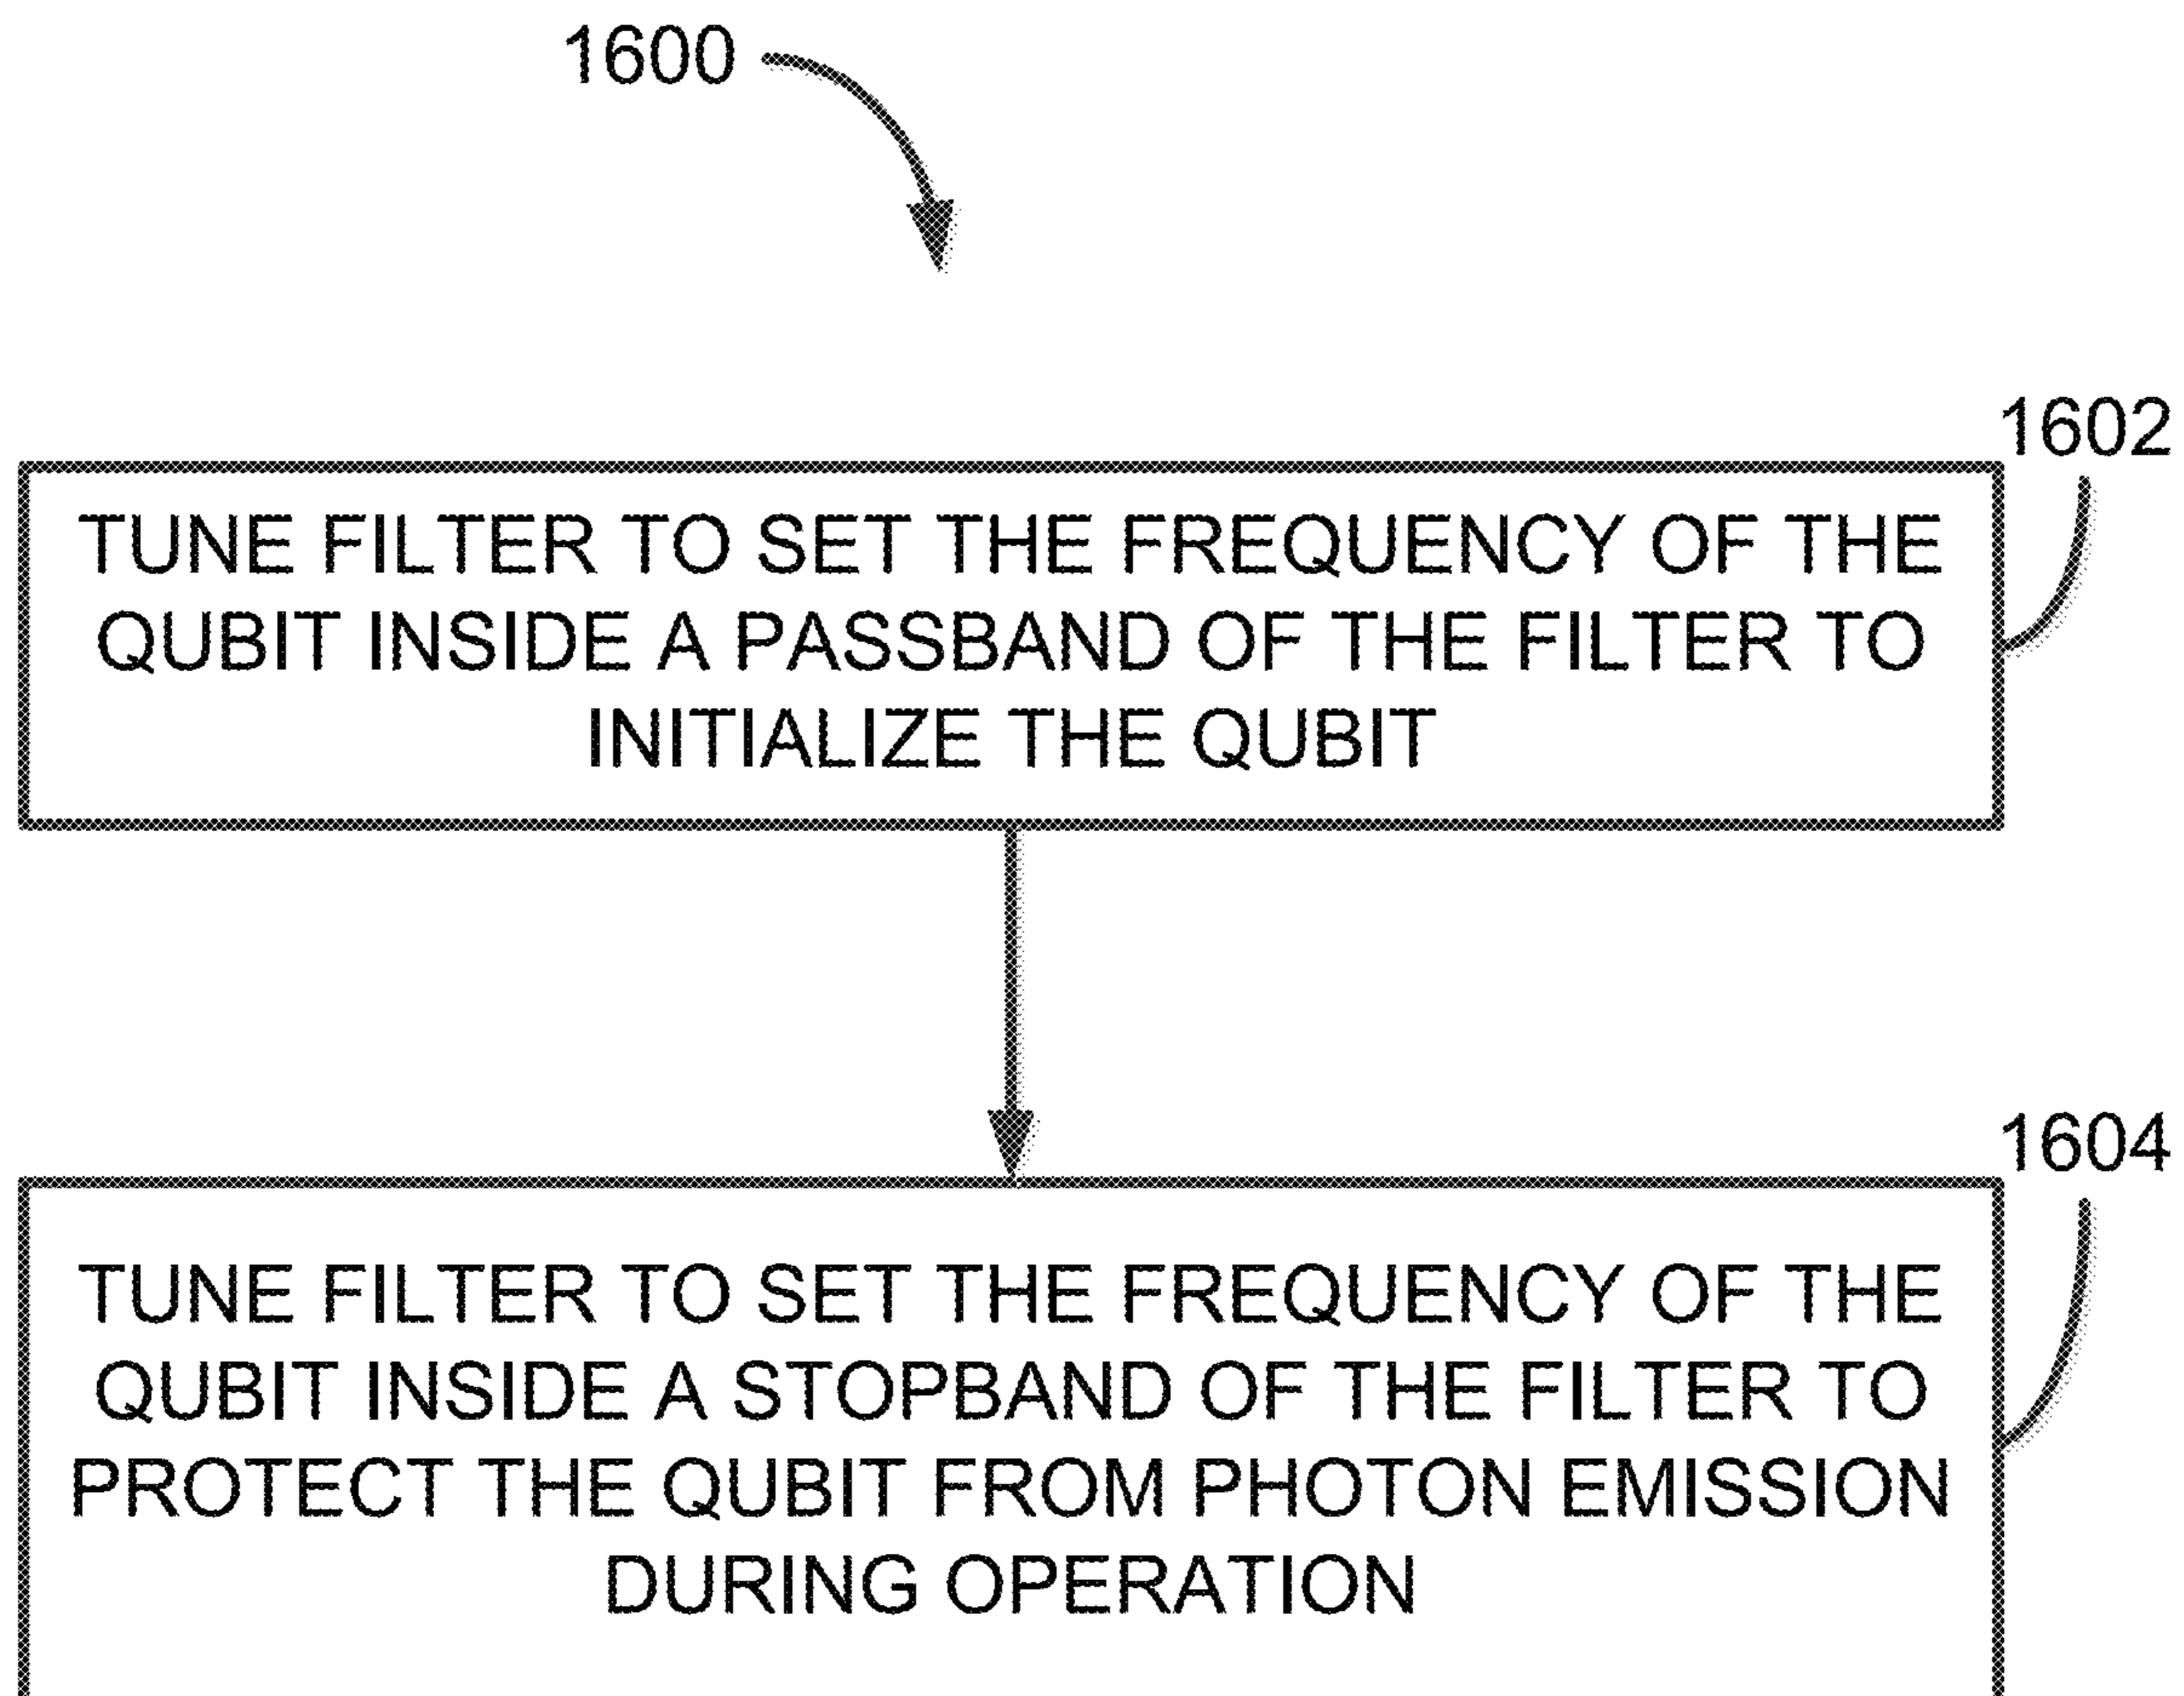 1600
1602
TUNE FILTER TO SET THE FREQUENCY OF THE
QUBIT INSIDE A PASSBAND OF THE FILTER TO
INITIALIZE THE QUBIT
1604
TUNE FILTER TO SET THE FREQUENCY OF THE
QUBIT INSIDE A STOPBAND OF THE FILTER TO
PROTECT THE QUBIT FROM PHOTON EMISSION
DURING OPERATION